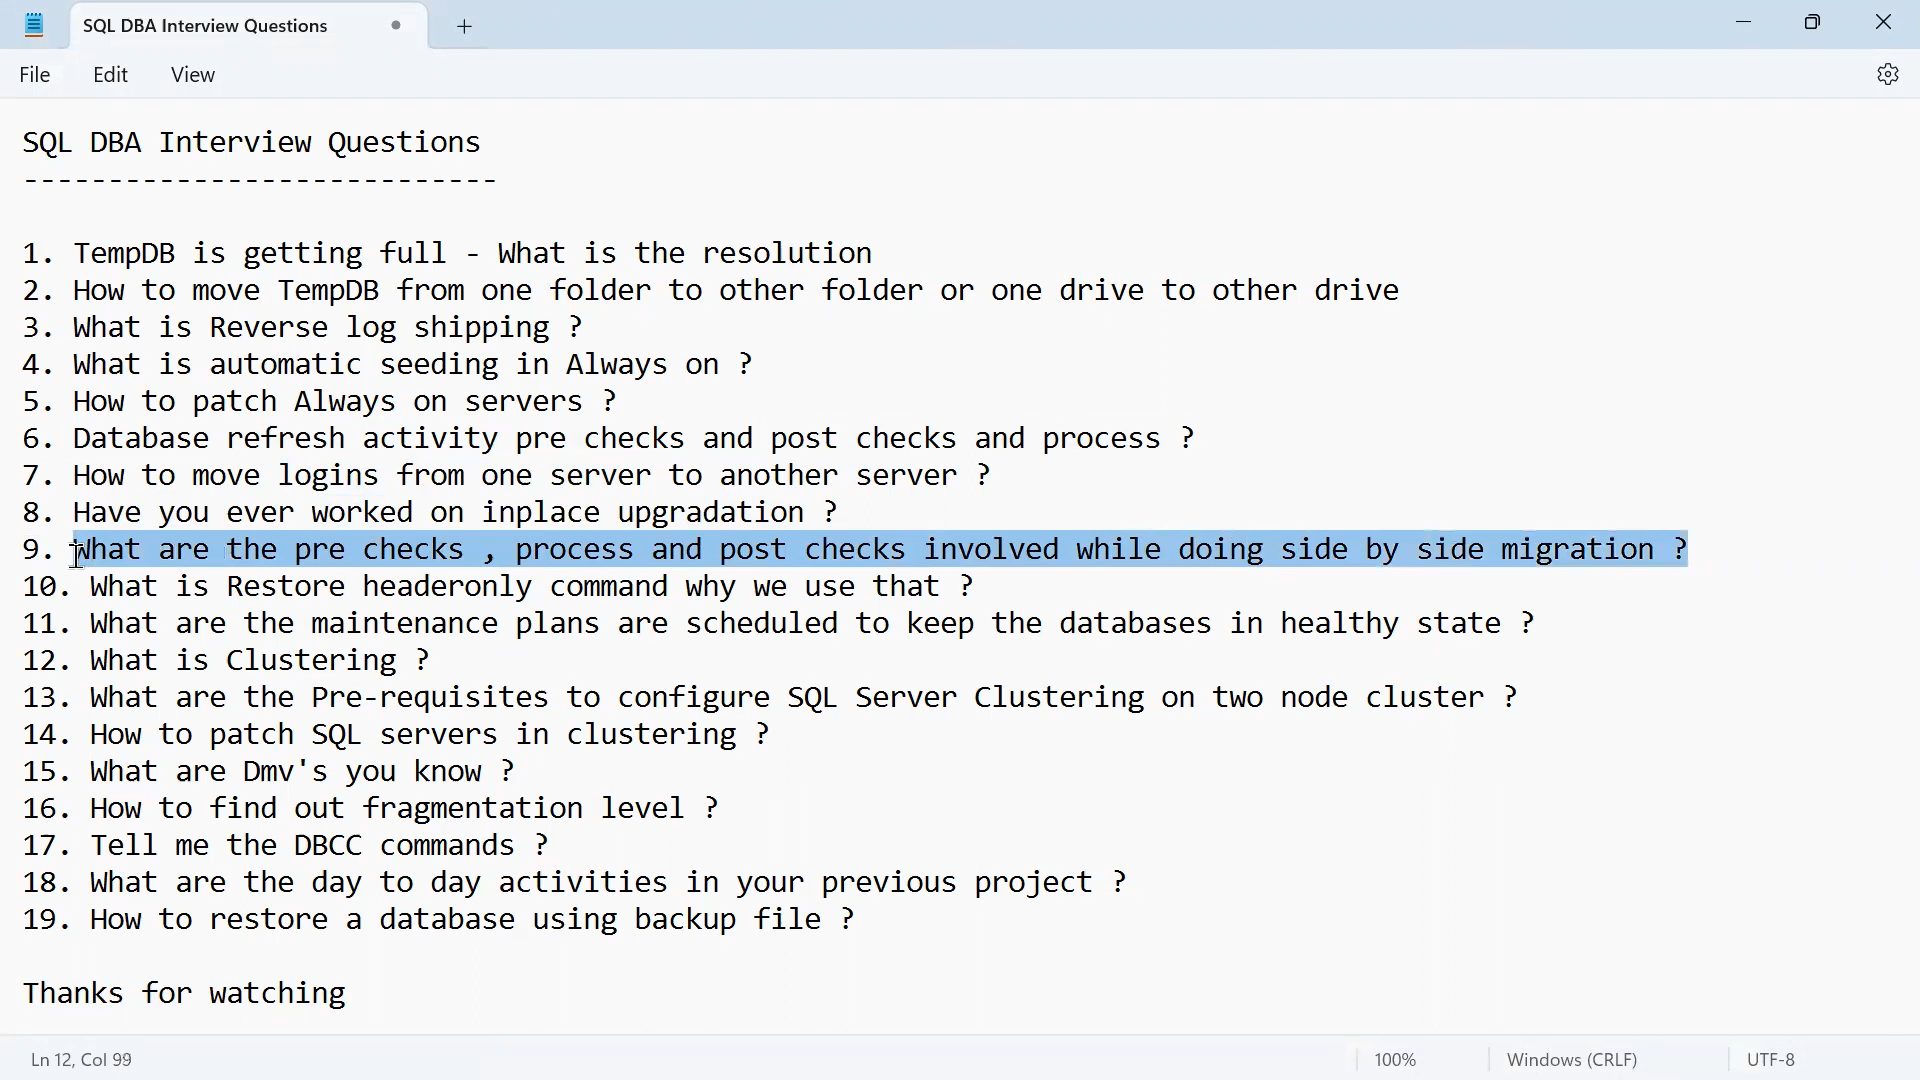 SQL DBA Interview Questions
File Edit View
SQL DBA Interview Questions
----------------------------
1. TempDB is getting full - What is the resolution
2. How to move TempDB from one folder to other folder or one drive to other drive
3. What is Reverse log shipping ?
4. What is automatic seeding in Always on ?
5. How to patch Always on servers ?
6. Database refresh activity pre checks and post checks and process ?
7. How to move logins from one server to another server ?
8. Have you ever worked on inplace upgradation ?
9. What are the pre checks , process and post checks involved while doing side by side migration ?
10. What is Restore headeronly command why we use that ?
11. What are the maintenance plans are scheduled to keep the databases in healthy state ?
12. What is Clustering ?
13. What are the Pre-requisites to configure SQL Server Clustering on two node cluster ?
14. How to patch SQL servers in clustering ?
15. What are Dmv's you know ?
16. How to find out fragmentation level ?
17. Tell me the DBCC commands ?
18. What are the day to day activities in your previous project ?
19. How to restore a database using backup file ?
Thanks for watching
Ln 12, Col 99 100% Windows (CRLF) UTF-8